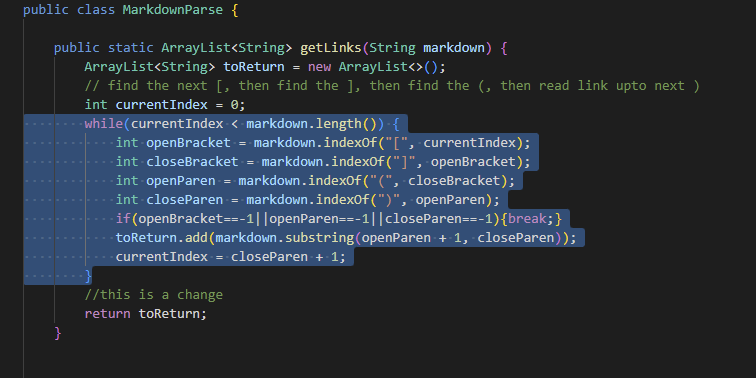 public class MarkdownParse {
public static ArrayList<String> getLinks(String markdown) {
ArrayList<String> toReturn = new ArrayList<>();
// find the next [, then find the ], then find the (, then read link upto next )
int currentIndex = 0;
while(currentIndex < markdown.length()) {
int openBracket = markdown.indexOf("[", currentIndex);
int closeBracket = markdown.indexOf("]", openBracket);
int openParen = markdown.indexOf("(", closeBracket);
int closeParen = markdown.indexOf(")", openParen);
if(openBracket==-1||openParen==-1||closeParen==-1){break;}
toReturn.add(markdown.substring(openParen + 1, closeParen));
currentIndex = closeParen + 1;
}
//this is a change
return toReturn;
}